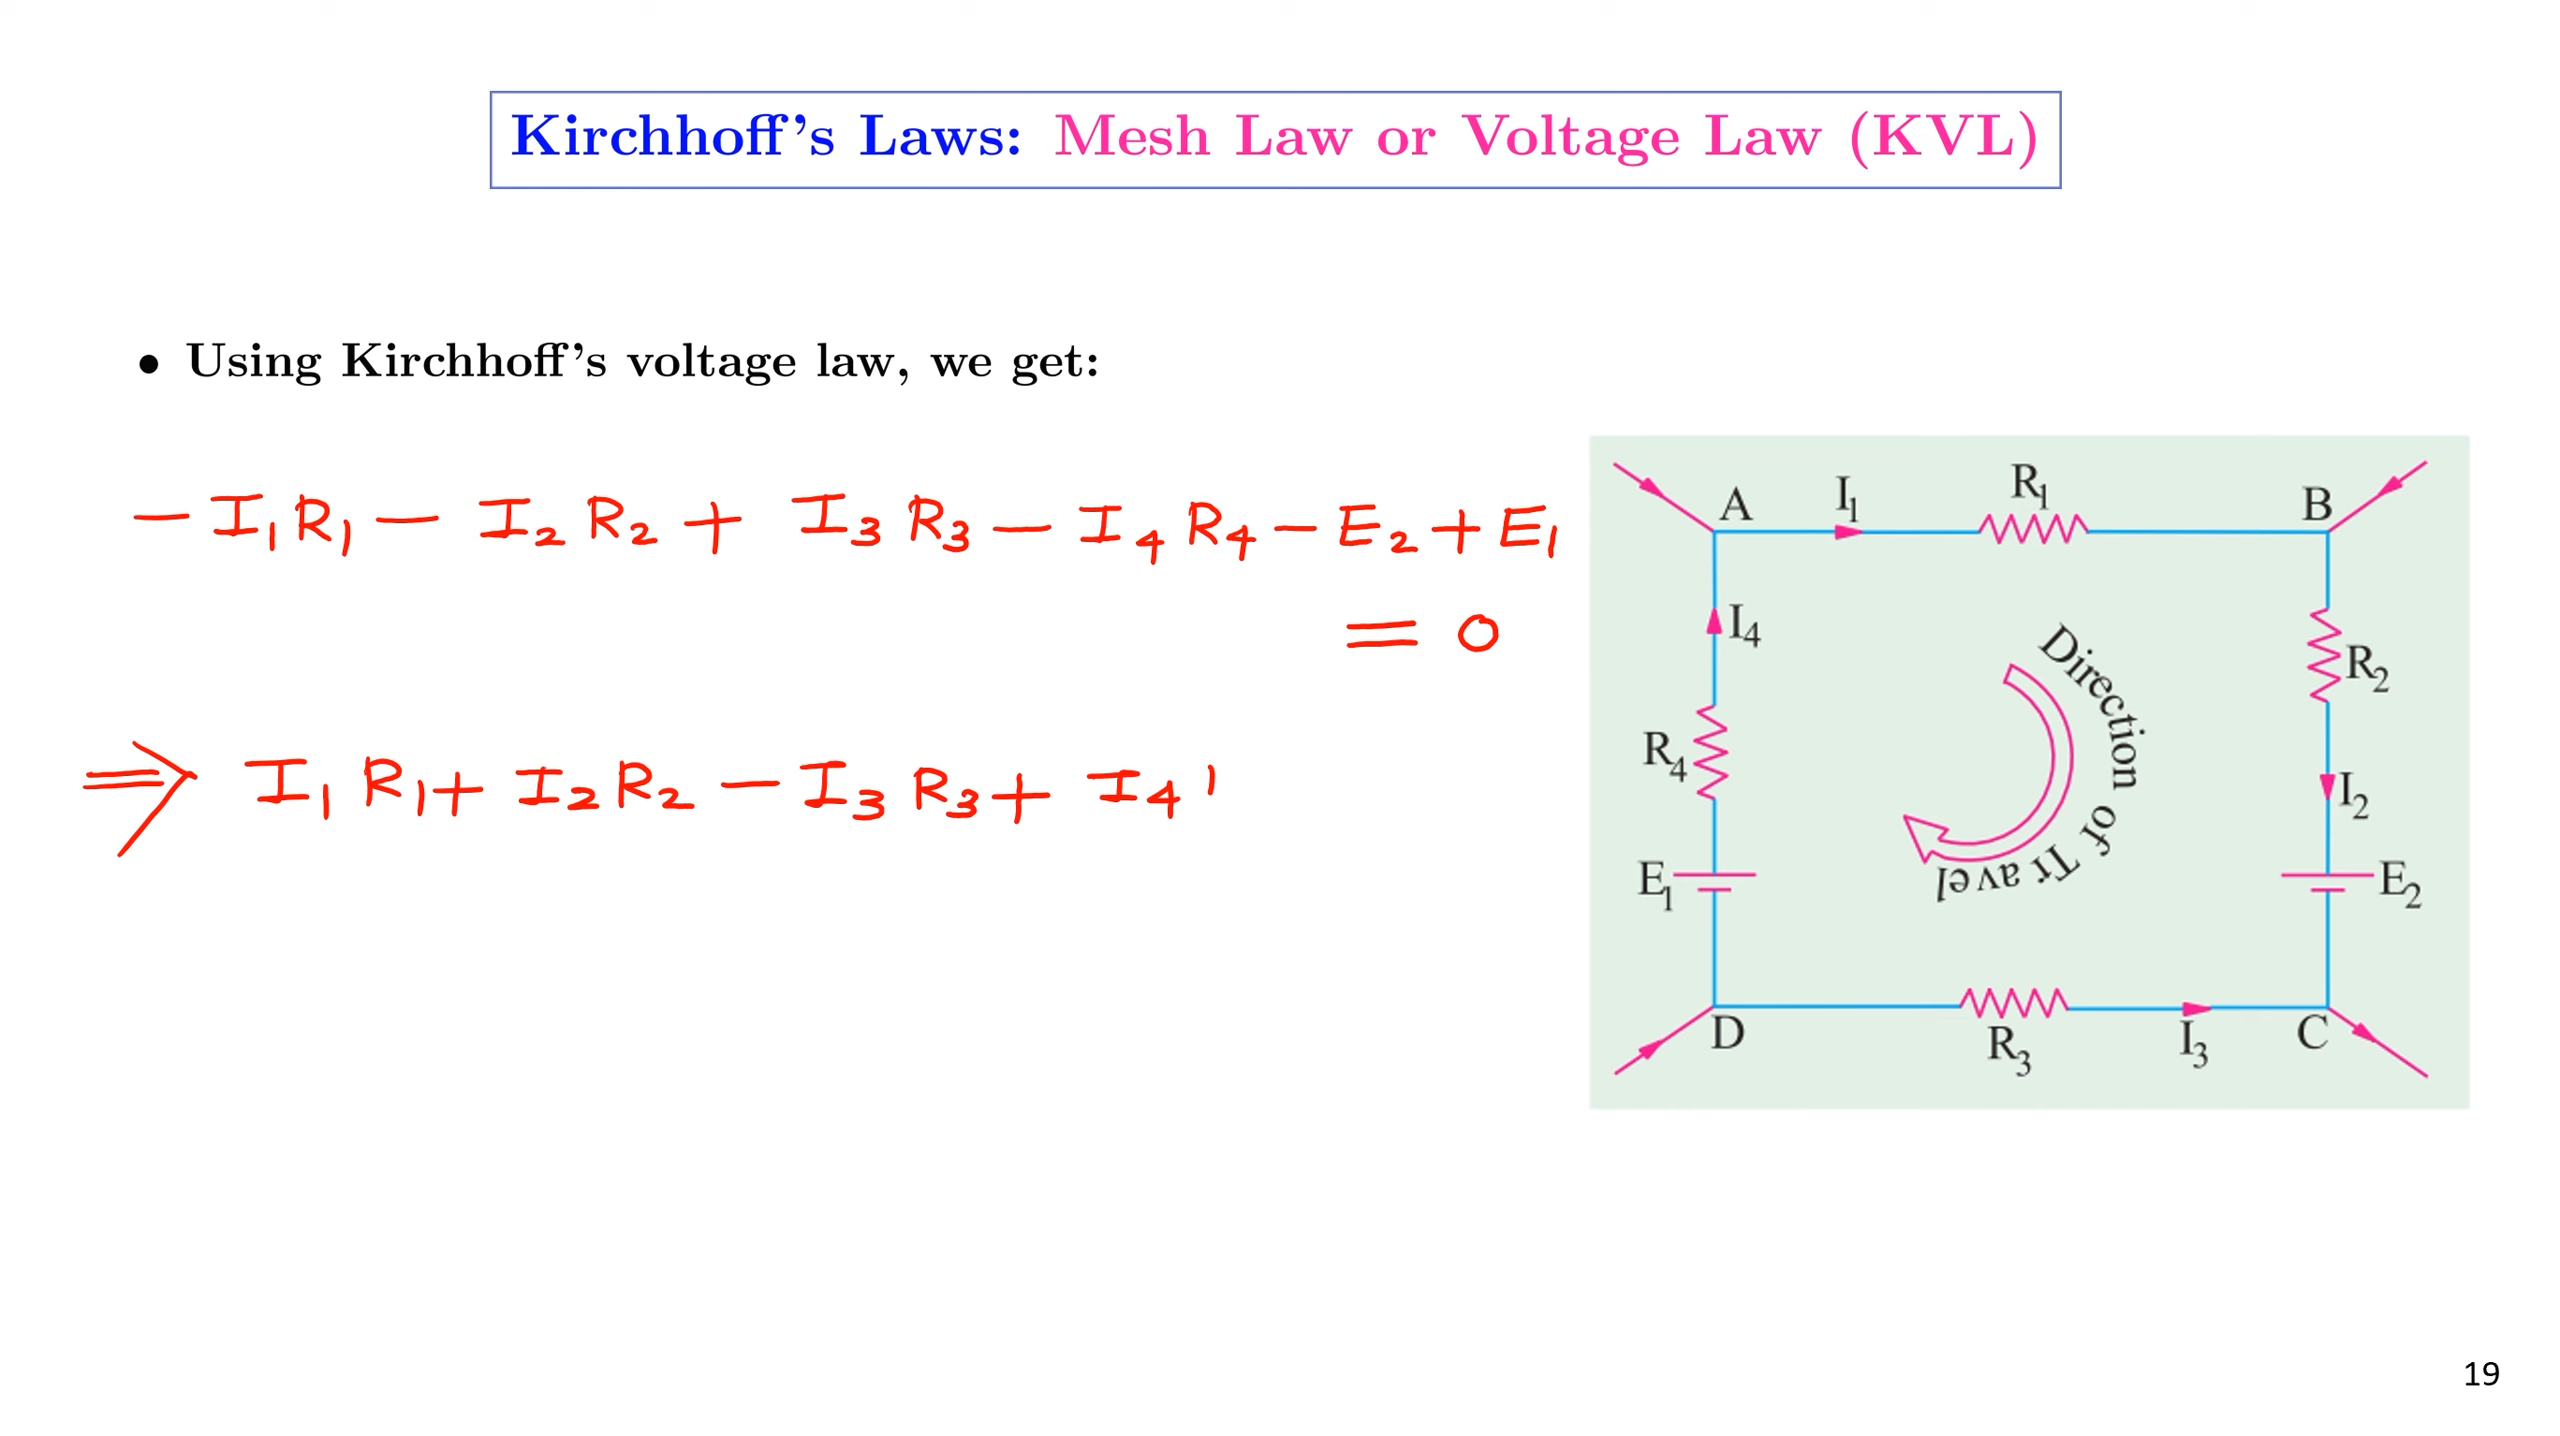 Kirchhoff's Laws: Mesh Law or Voltage Law (KVL)
• Using Kirchhoff's voltage law, we get:
− I₁R₁ − I₂R₂ + I₃R₃ − I₄R₄ − E₂ + E₁
= 0
⇒ I₁R₁ + I₂R₂ − I₃R₃ + I₄
A I₁ R₁ B
I₄
R₂
R₄
I₂
E₁
E₂
Direction of Travel
D R₃ I₃ C
19